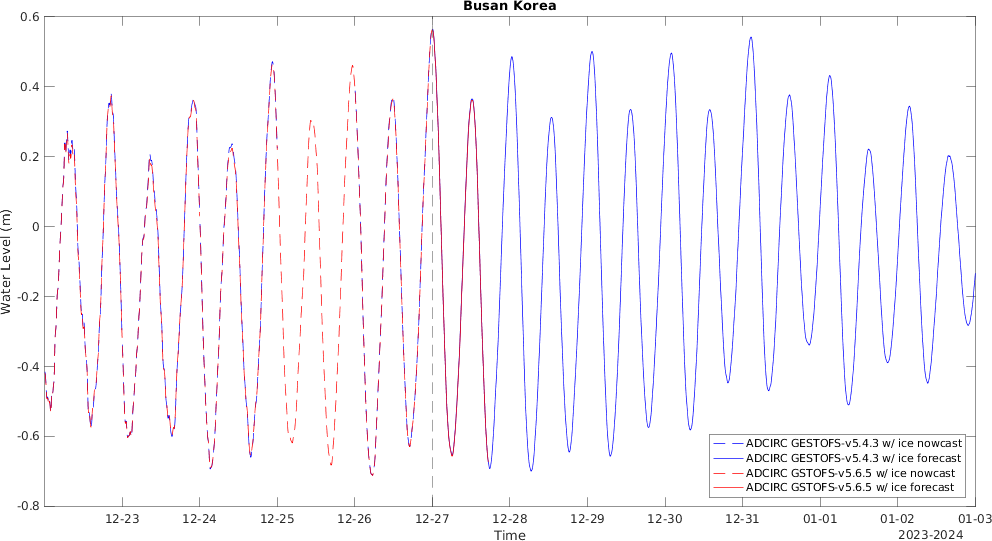 Busan Korea
0.6
0.4
0.2
0
-0.2
-0.4
-0.6
-0.8
Water Level (m)
ADCIRC GESTOFS-v5.4.3 w/ ice nowcast
ADCIRC GESTOFS-v5.4.3 w/ ice forecast
ADCIRC GSTOFS-v5.6.5 w/ ice nowcast
ADCIRC GSTOFS-v5.6.5 w/ ice forecast
12-23 12-24 12-25 12-26 12-27 12-28 12-29 12-30 12-31 01-01 01-02 01-03
Time
2023-2024